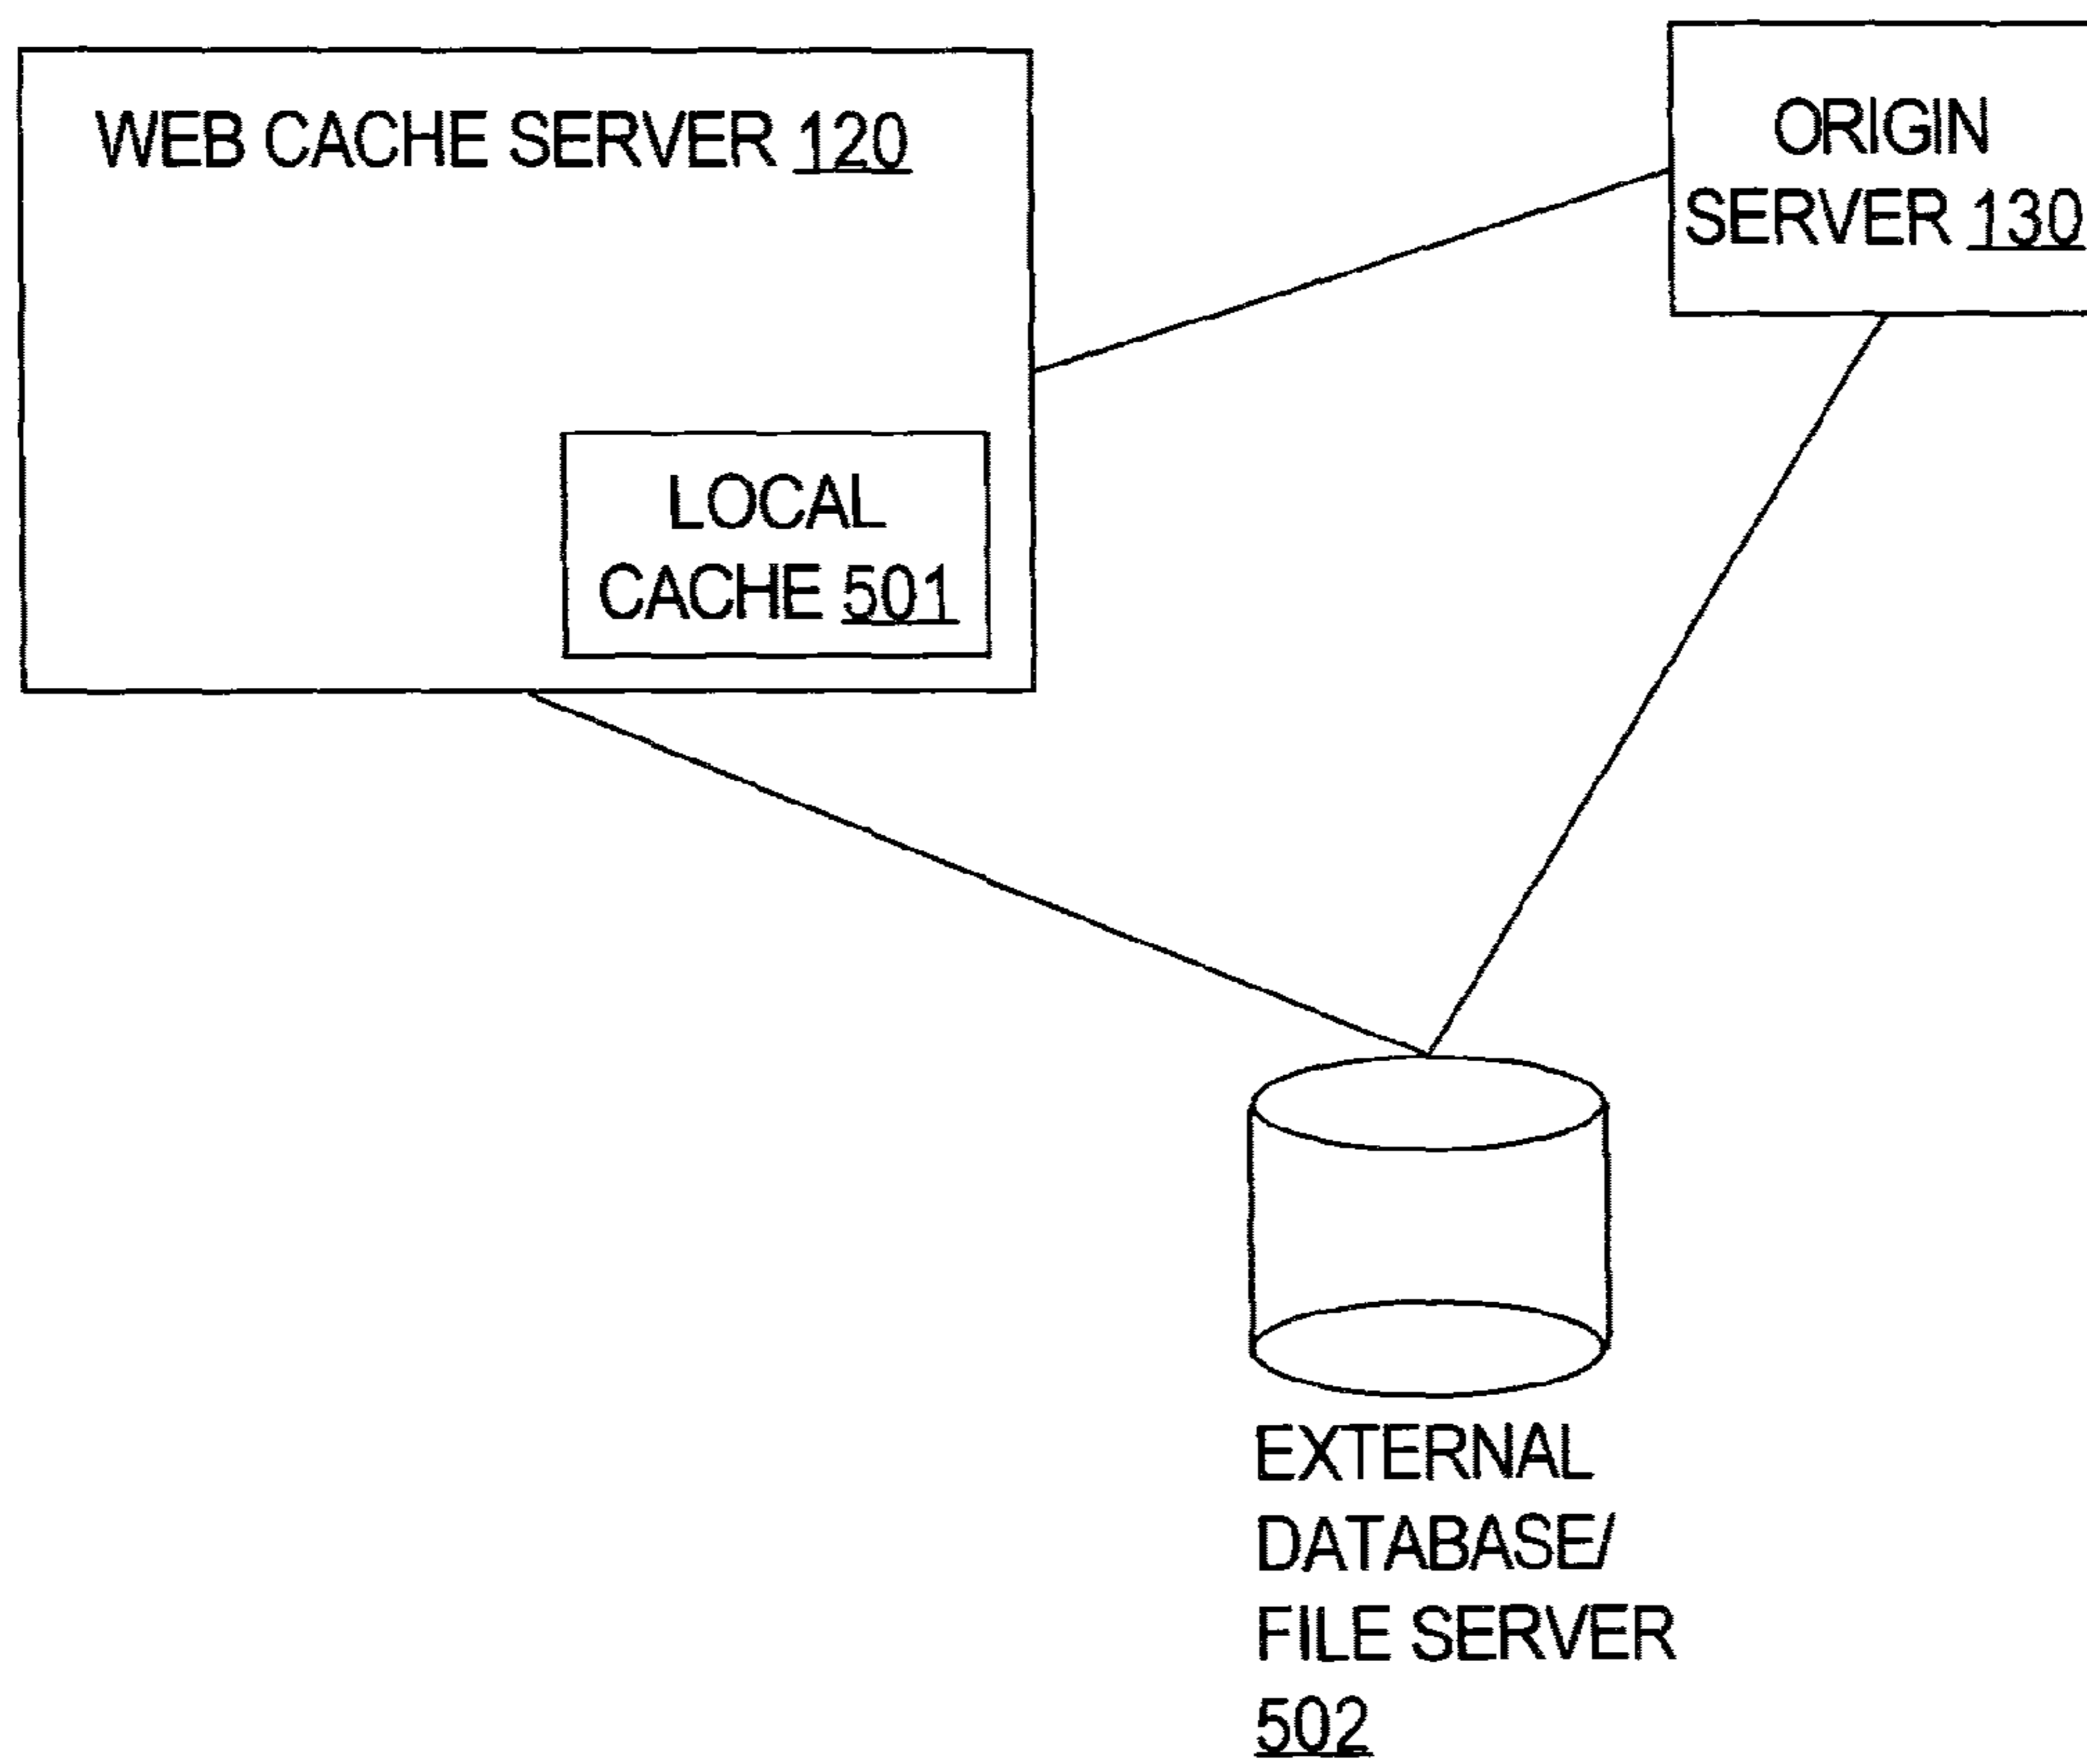 WEB CACHE SERVER 120
ORIGIN
SERVER 130
LOCAL
CACHE 501
EXTERNAL
DATABASE/
FILE SERVER
502